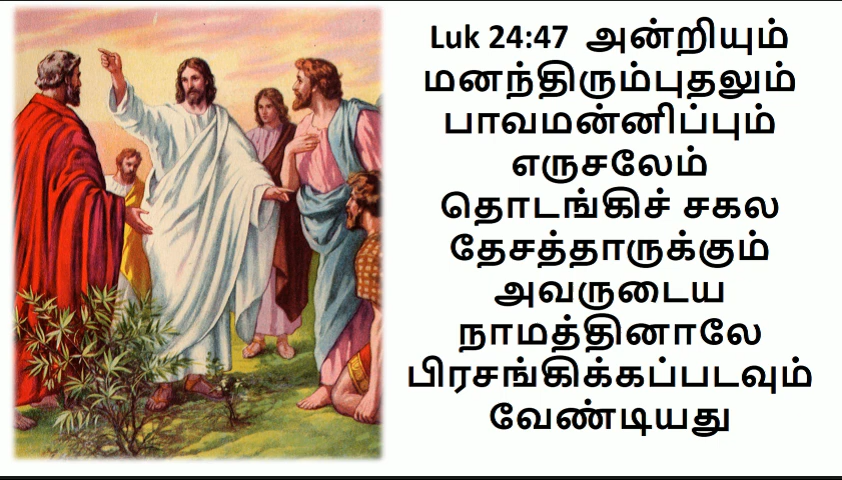 Luk 24:47 அன்றியும்
மனந்திரும்புதலும்
பாவமன்னிப்பும்
எருசலேம்
தொடங்கிச் சகல
தேசத்தாருக்கும்
அவருடைய
நாமத்தினாலே
பிரசங்கிக்கப்படவும்
வேண்டியது